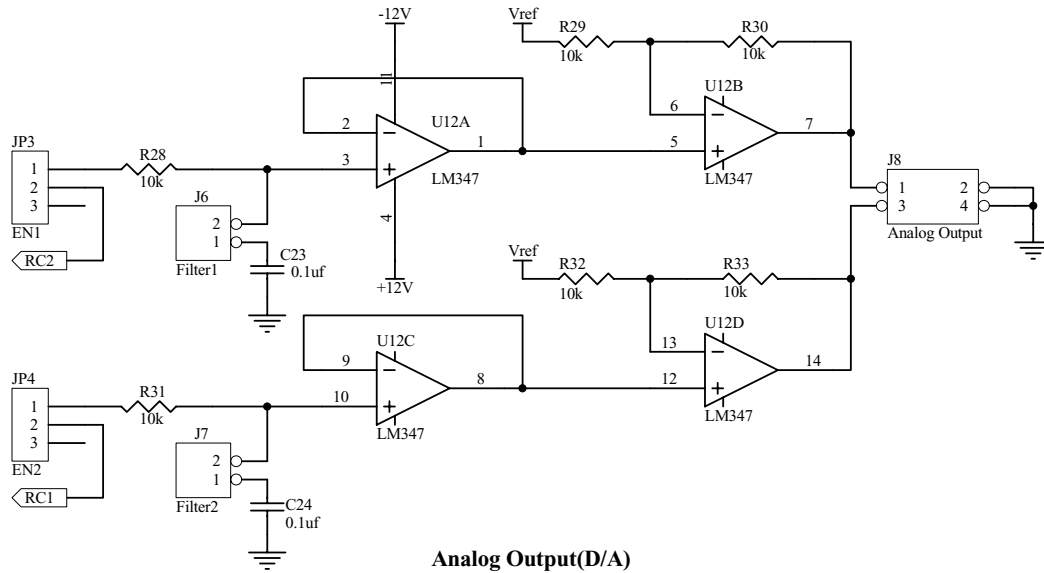 -12V
11
2
3
1
4
U12A
LM347
+12V
JP3
1
2
3
EN1
RC2
R28
10k
J6
2
1
Filter1
C23
0.1uf
Vref
R29
10k
R30
10k
U12B
6
5
7
LM347
J8
1
2
3
4
Analog Output
Vref
R32
10k
R33
10k
U12D
13
12
14
LM347
U12C
9
10
8
LM347
JP4
1
2
3
EN2
RC1
R31
10k
J7
2
1
Filter2
C24
0.1uf
Analog Output(D/A)